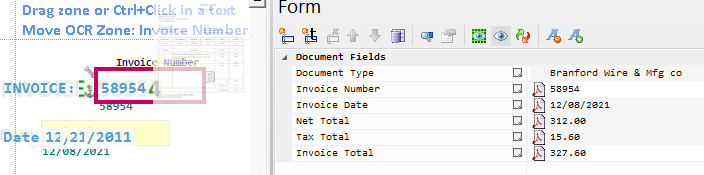 Drag zone or Ctrl+Click in a text
Move OCR Zone: Invoice Number
Invoice Number
INVOICE: 58954
58954
Date 12/21/2011
12/08/2021
Form
Document Fields
Document Type Branford Wire & Mfg co
Invoice Number 58954
Invoice Date 12/08/2021
Net Total 312.00
Tax Total 15.60
Invoice Total 327.60